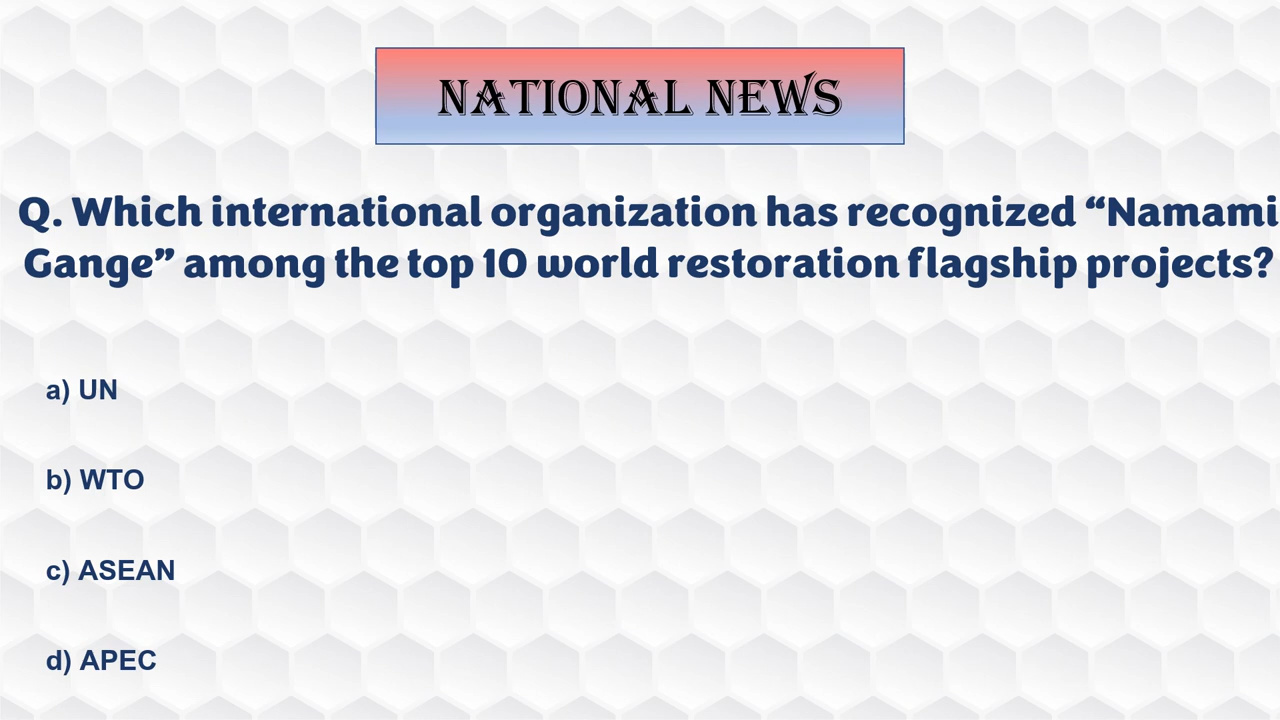 NATIONAL NEWS
Q. Which international organization has recognized “Namami
Gange” among the top 10 world restoration flagship projects?
a) UN
b) WTO
c) ASEAN
d) APEC